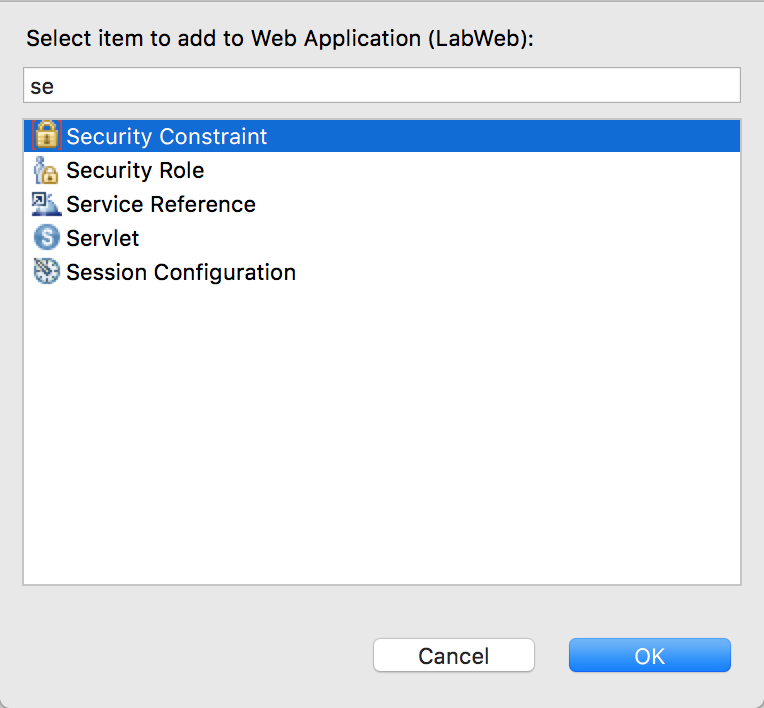 Select item to add to Web Application (LabWeb):
se
Security Constraint
Security Role
Service Reference
S Servlet
Session Configuration
Cancel OK